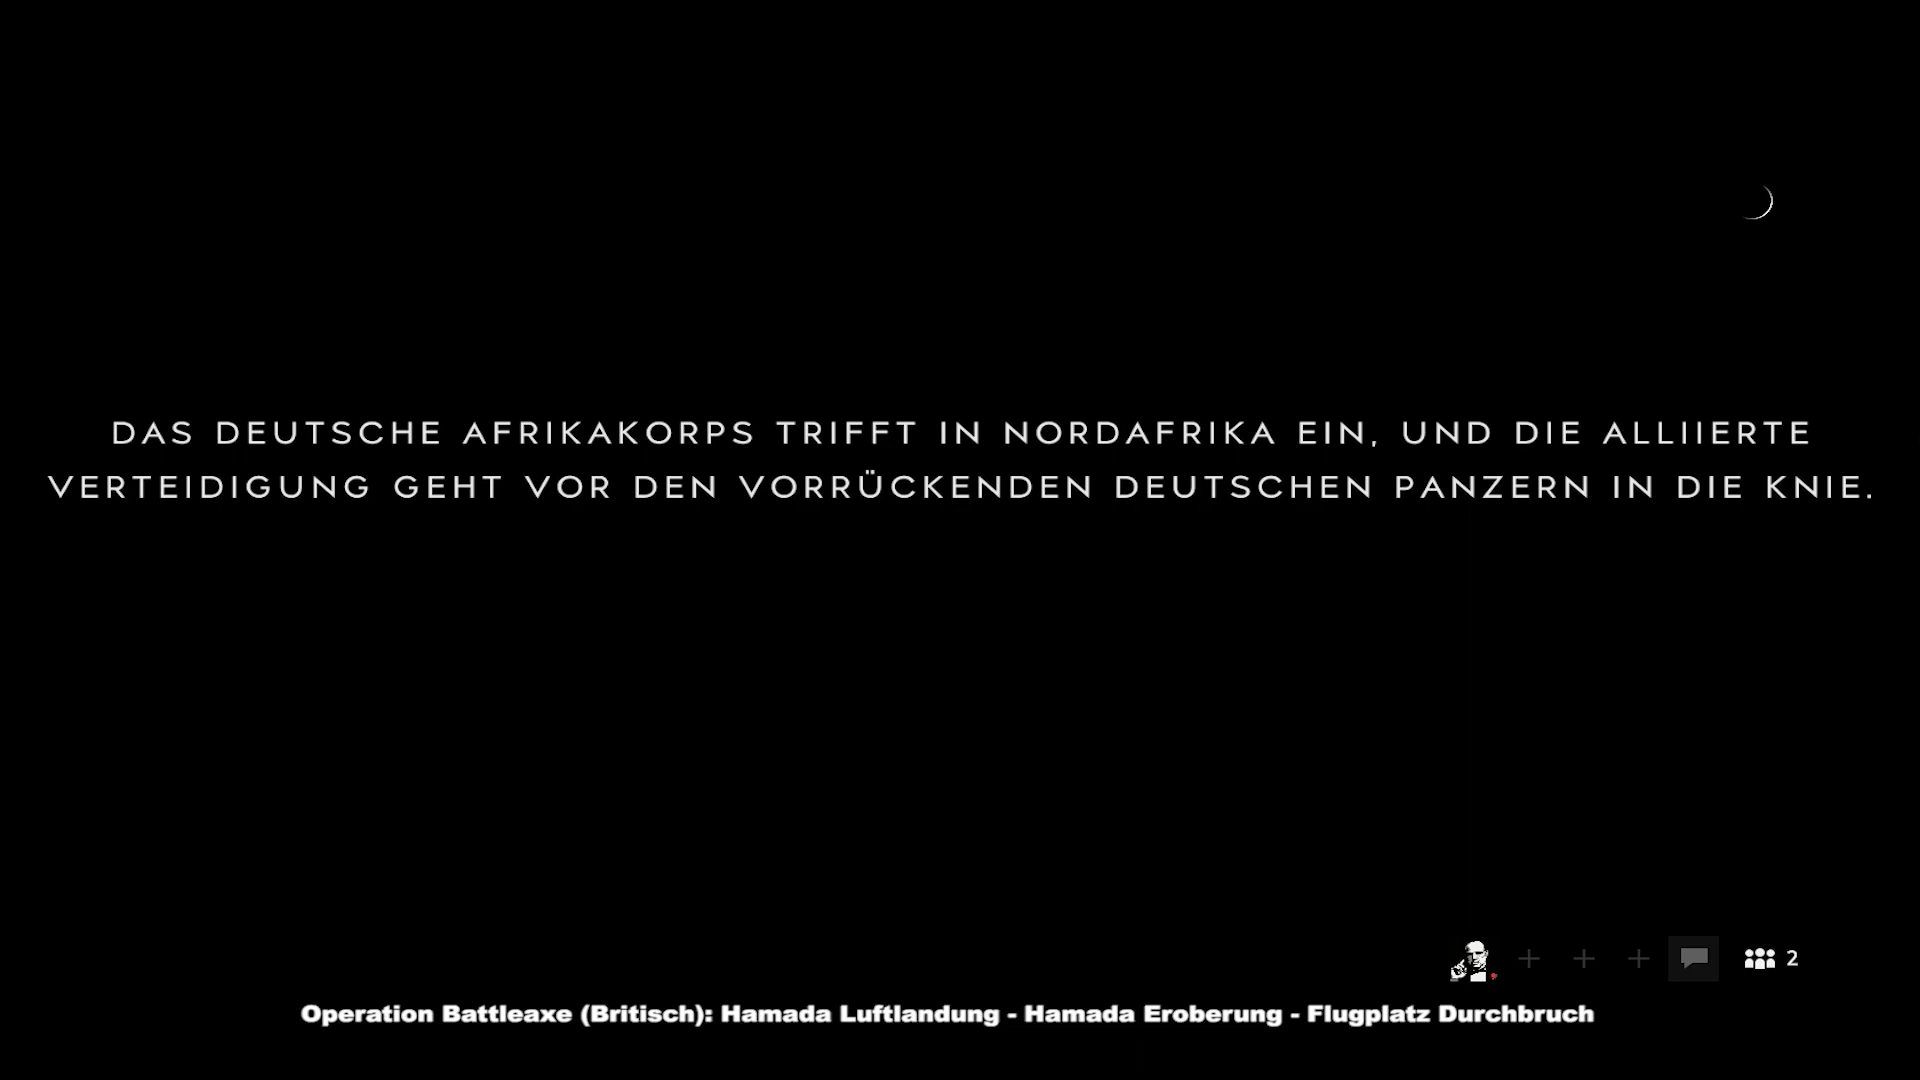 DAS DEUTSCHE AFRIKAKORPS TRIFFT IN NORDAFRIKA EIN, UND DIE ALLIIERTE
VERTEIDIGUNG GEHT VOR DEN VORRÜCKENDEN DEUTSCHEN PANZERN IN DIE KNIE.
2
Operation Battleaxe (Britisch): Hamada Luftlandung - Hamada Eroberung - Flugplatz Durchbruch